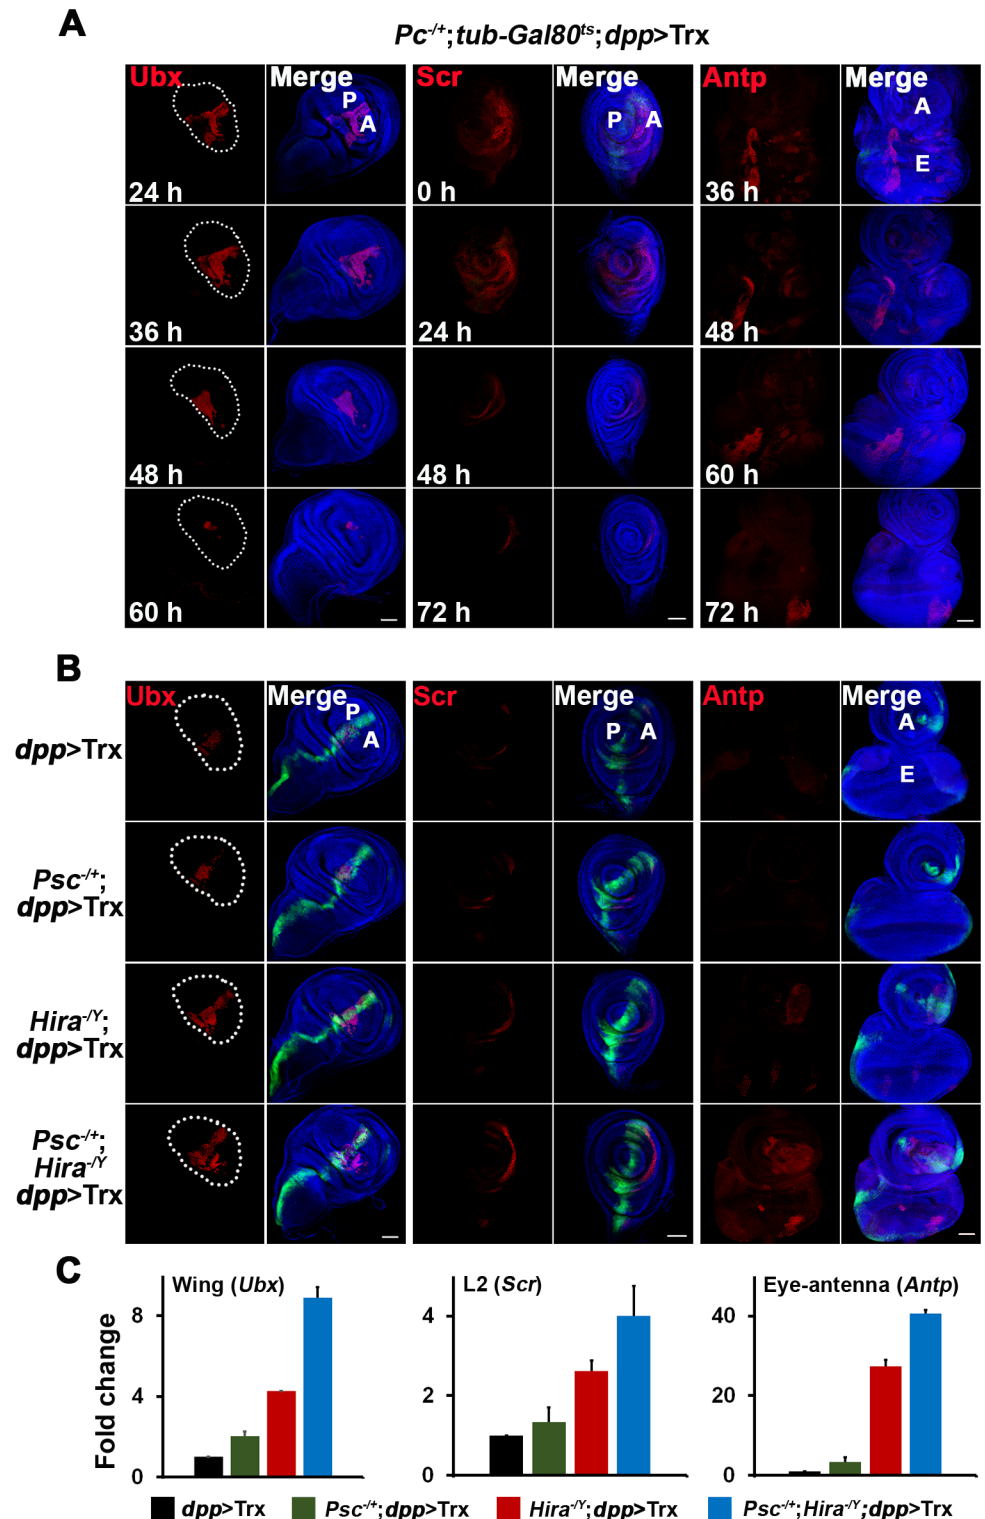 A
Pc-/+;tub-Gal80ts;dpp>Trx
Ubx Merge Scr Merge Antp Merge
P A P A A E
24 h 0 h 36 h
36 h 24 h 48 h
48 h 48 h 60 h
60 h 72 h 72 h
B
Ubx Merge Scr Merge Antp Merge
P A P A A E
dpp>Trx
Psc-/+;
dpp>Trx
Hira-/Y;
dpp>Trx
Psc-/+;
Hira-/Y
dpp>Trx
C
Wing (Ubx) L2 (Scr) Eye-antenna (Antp)
Fold change
8
4
0
4
2
0
40
20
0
dpp>Trx Psc-/+;dpp>Trx Hira-/Y;dpp>Trx Psc-/+;Hira-/Y;dpp>Trx